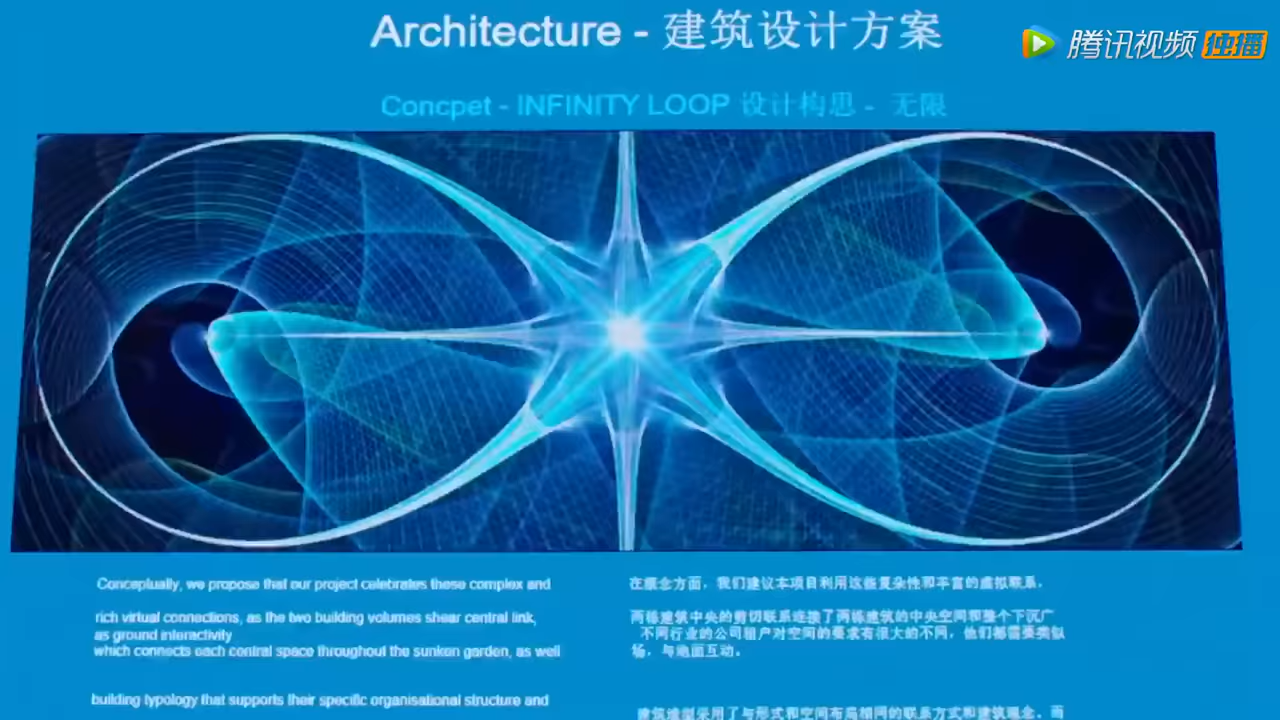 Architecture - 建筑设计方案
腾讯视频 独播
Concpet - INFINITY LOOP 设计构思 - 无限
Conceptually, we propose that our project celebrates these complex and
rich virtual connections, as the two building volumes shear central link,
as ground interactivity
which connects each central space throughout the sunken garden, as well
building typology that supports their specific organisational structure and
在概念方面，我们建议本项目利用这些复杂性和丰富的虚拟联系。
两栋建筑中央的剪切联系连接了两栋建筑的中央空间和整个下沉广
不同行业的公司租户对空间的要求有很大的不同，他们都需要类似
场，与地面互动。
建筑造型采用了与形式和空间布局相同的联系方式和建筑观念。而